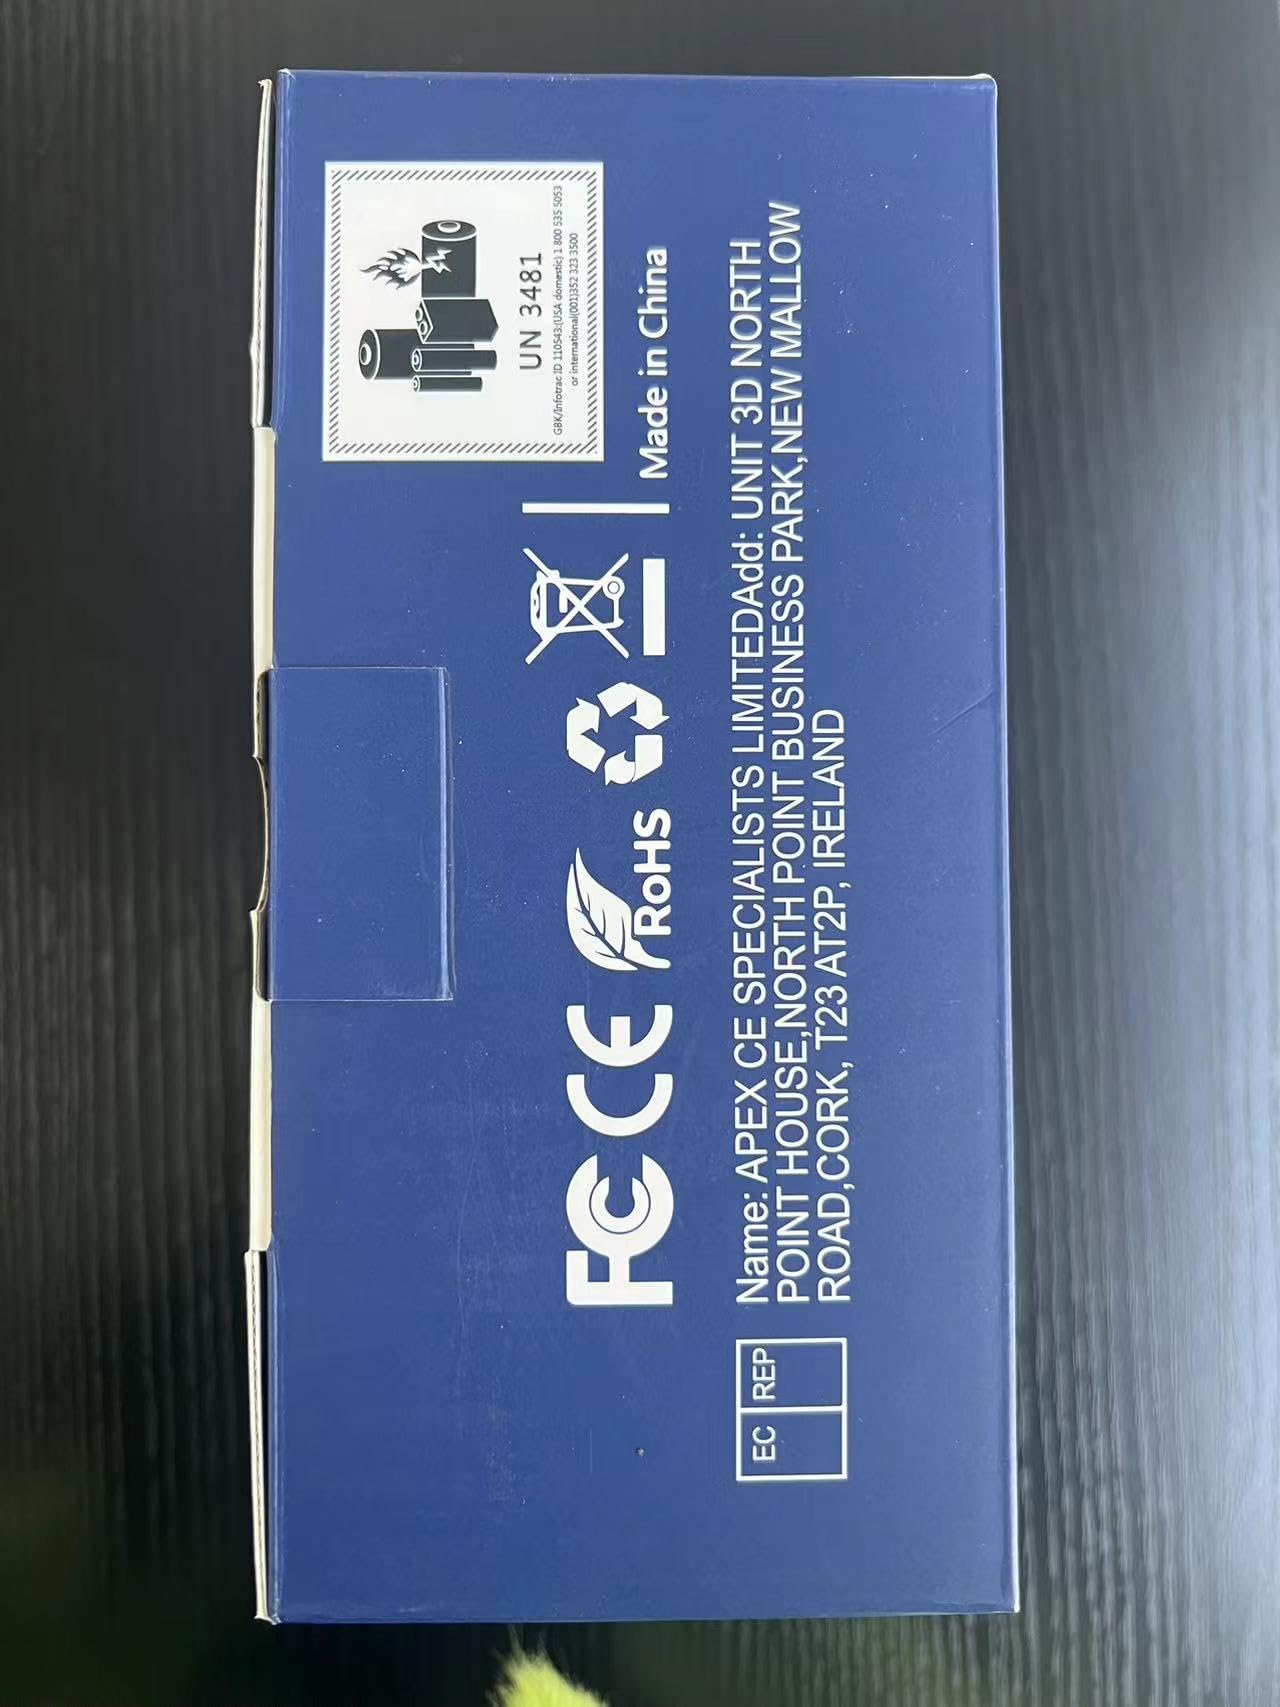 UN 3481
GBK/Infotrac ID 110543:(USA domestic) 1 800 535 5053
or international(001)352 323 3500
FC CE RoHS
Made in China
EC REP
Name: APEX CE SPECIALISTS LIMITEDAdd: UNIT 3D NORTH
POINT HOUSE,NORTH POINT BUSINESS PARK,NEW MALLOW
ROAD,CORK, T23 AT2P, IRELAND